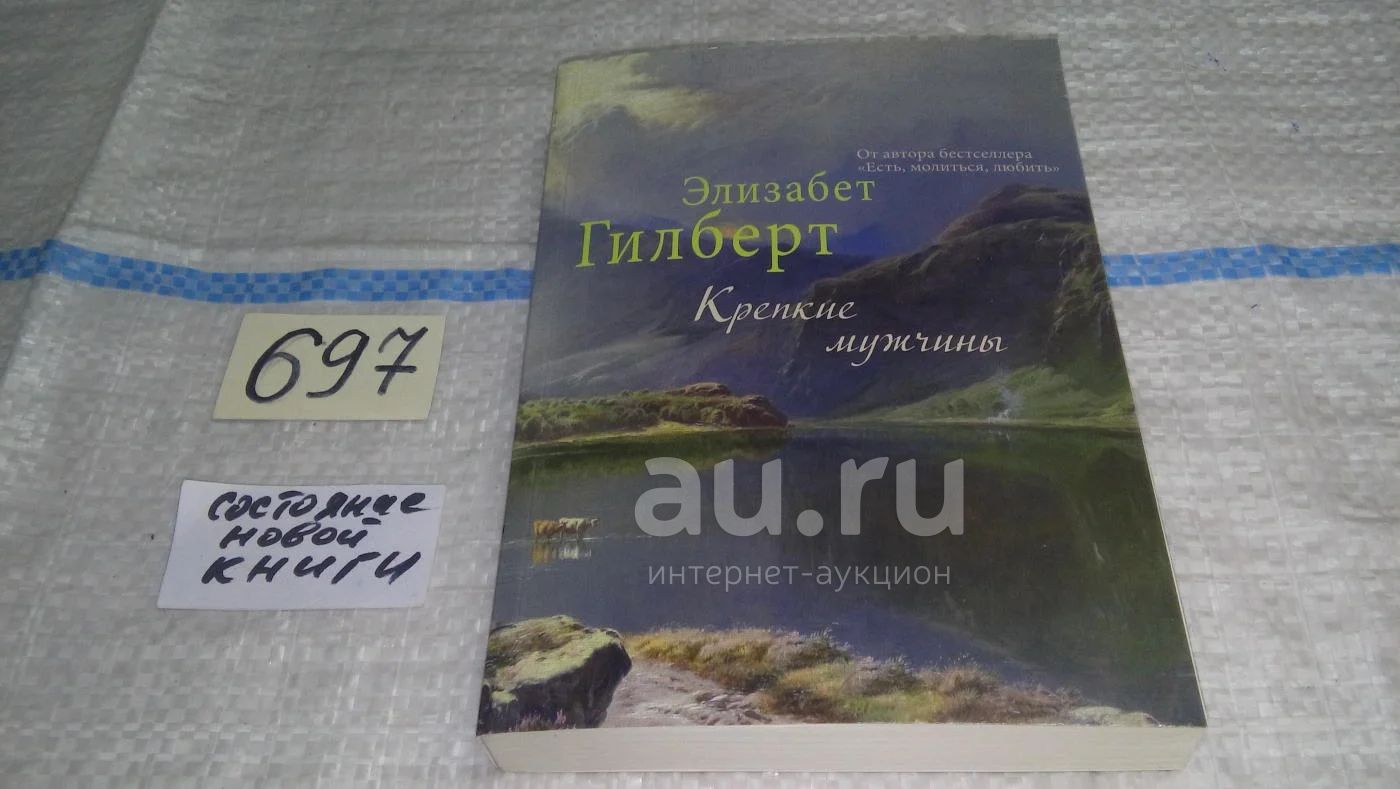 От автора бестселлера
«Есть, молиться, любить»
Элизабет
Гилберт
Крепкие
мужчины
697
состояние
новой
книги
au.ru
интернет-аукцион